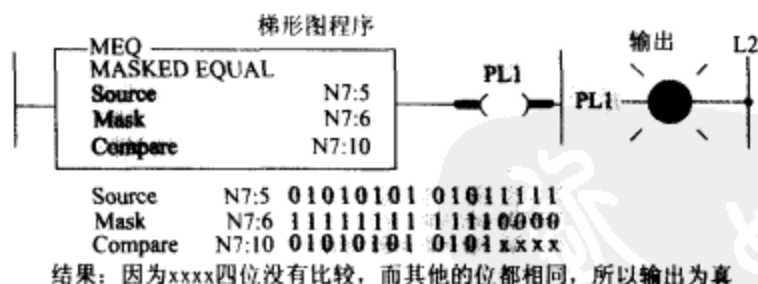 梯形图程序
MEQ
MASKED EQUAL
Source N7:5
Mask N7:6
Compare N7:10
PL1
输出
L2
PL1
Source N7:5 01010101 01011111
Mask N7:6 11111111 11110000
Compare N7:10 01010101 0101xxxx
结果：因为xxxx四位没有比较，而其他的位都相同，所以输出为真